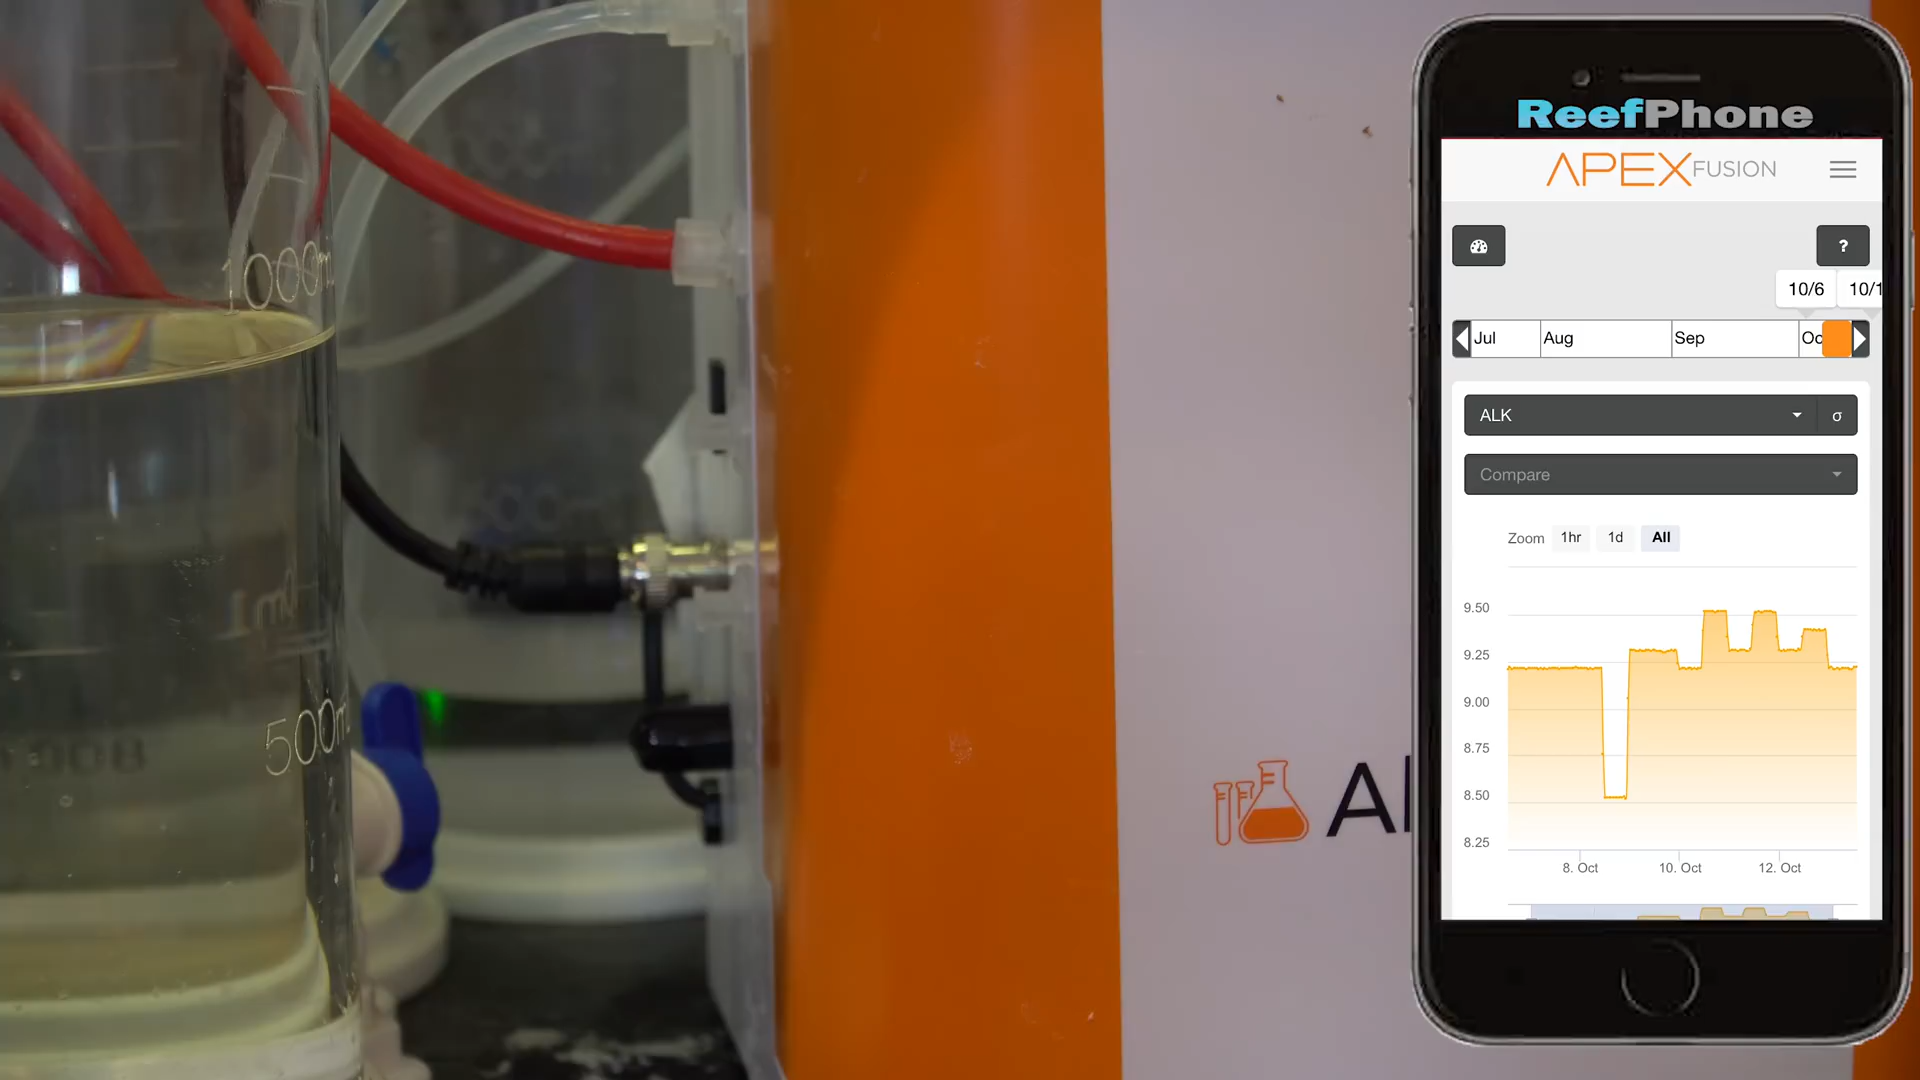 1000ml
500ml
Al
ReefPhone
APEX FUSION
?
10/6
10/1
Jul
Aug
Sep
Oc
ALK
σ
Compare
Zoom
1hr
1d
All
9.50
9.25
9.00
8.75
8.50
8.25
8. Oct
10. Oct
12. Oct